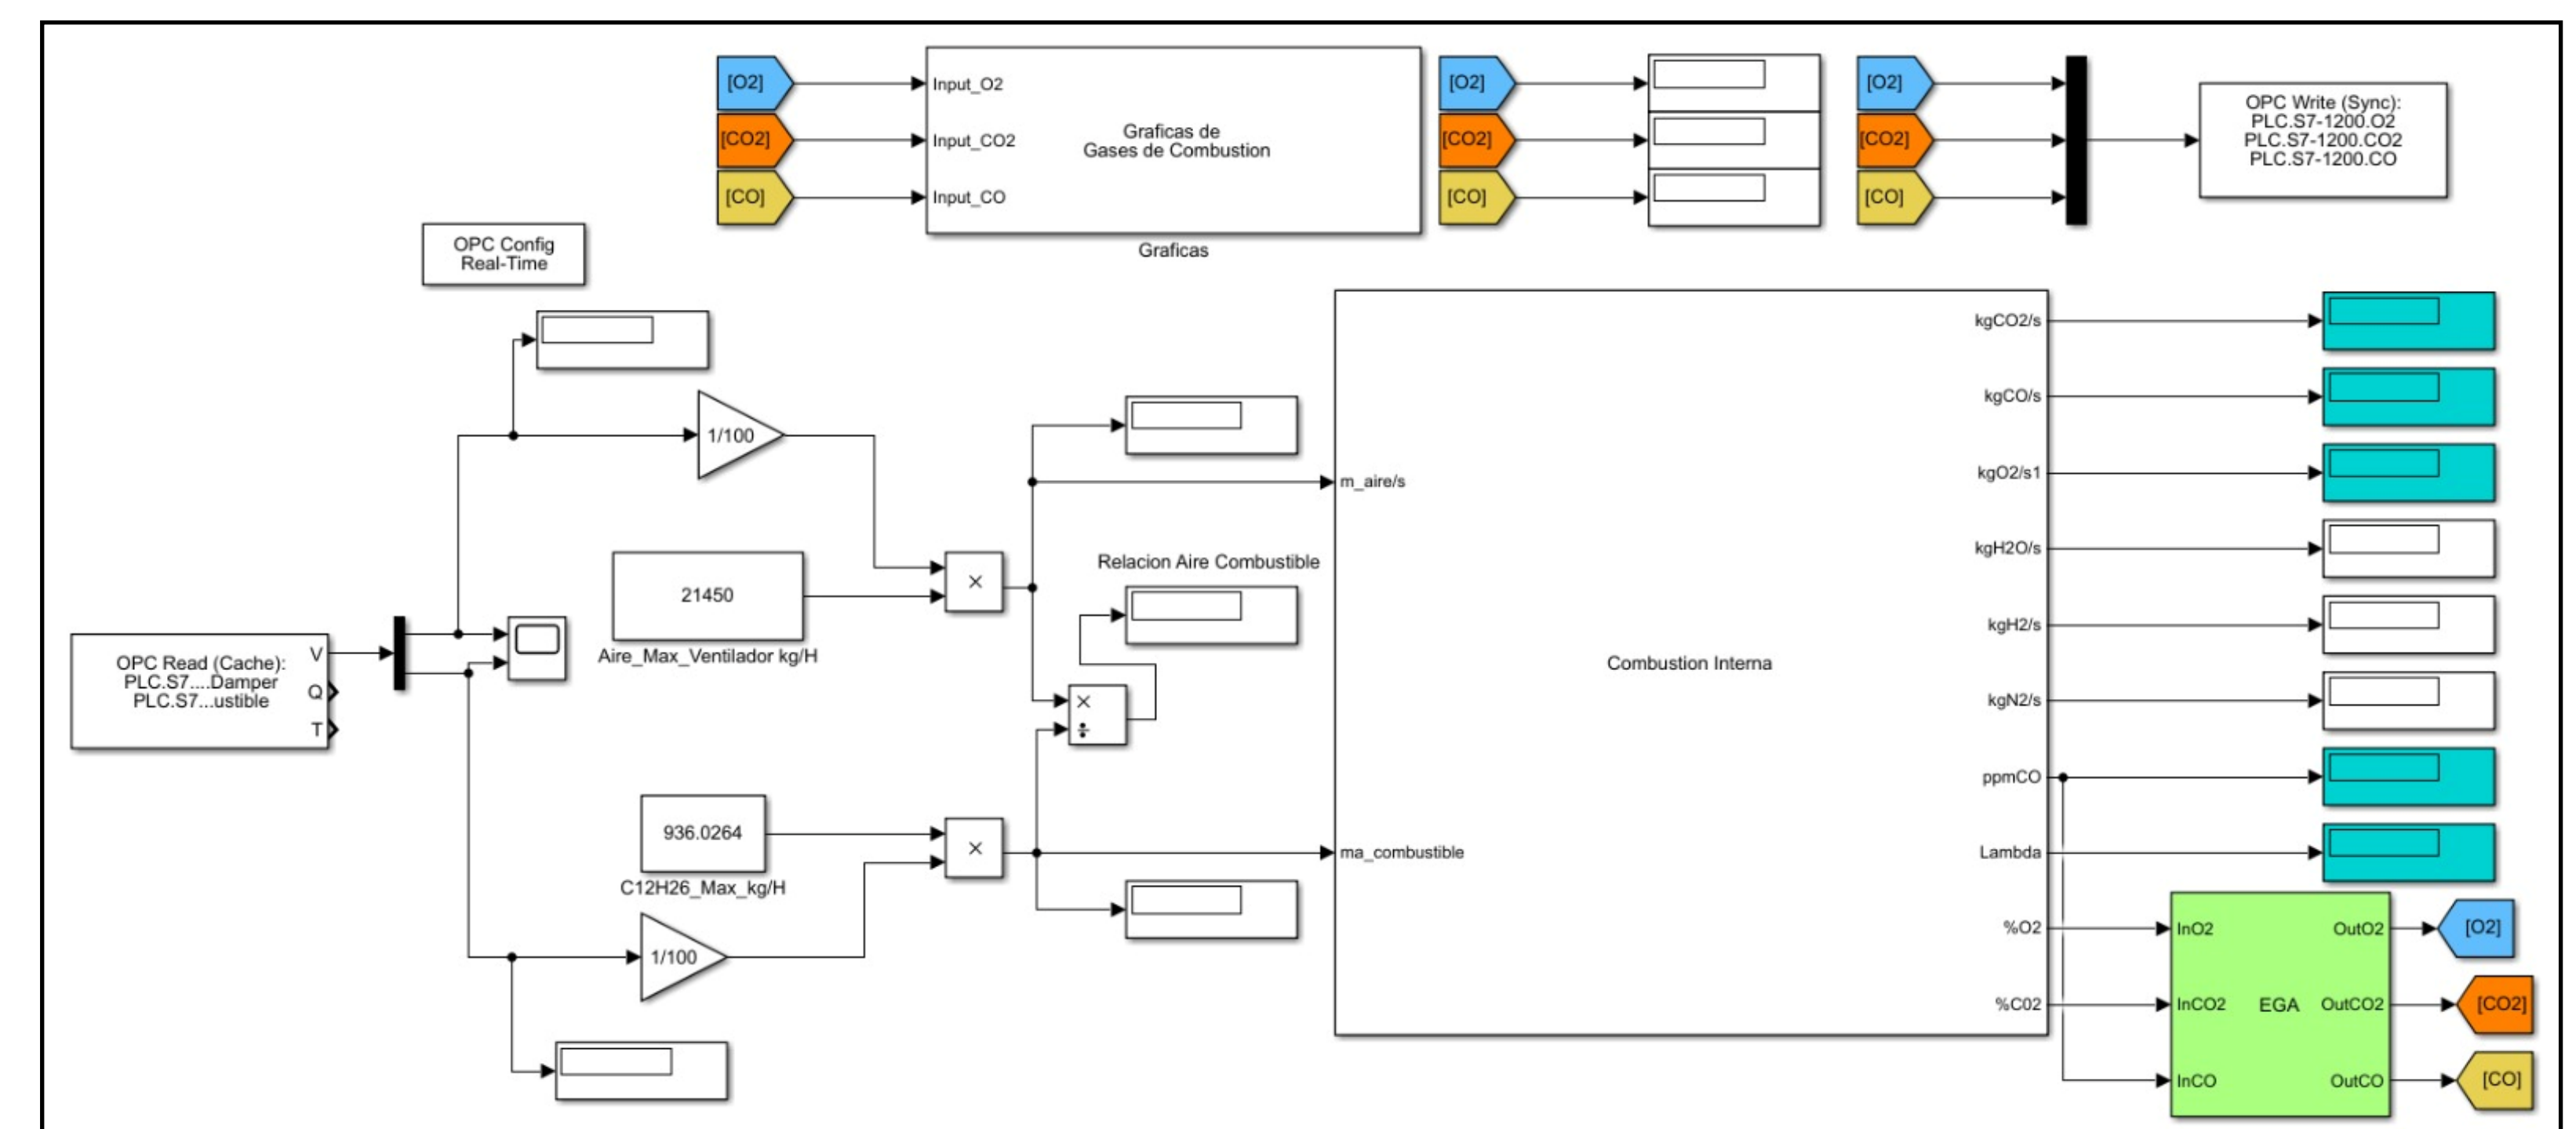 [O2]
[CO2]
[CO]
Input_O2
Input_CO2
Input_CO
Graficas de
Gases de Combustion
Graficas
[O2]
[CO2]
[CO]
[O2]
[CO2]
[CO]
OPC Write (Sync):
PLC.S7-1200.O2
PLC.S7-1200.CO2
PLC.S7-1200.CO
OPC Config
Real-Time
1/100
21450
Aire_Max_Ventilador kg/H
×
OPC Read (Cache):
PLC.S7....Damper
PLC.S7...ustible
V
Q
T
Relacion Aire Combustible
×
÷
936.0264
C12H26_Max_kg/H
×
1/100
m_aire/s
ma_combustible
Combustion Interna
kgCO2/s
kgCO/s
kgO2/s1
kgH2O/s
kgH2/s
kgN2/s
ppmCO
Lambda
%O2
%C02
InO2
InCO2
InCO
EGA
OutO2
OutCO2
OutCO
[O2]
[CO2]
[CO]